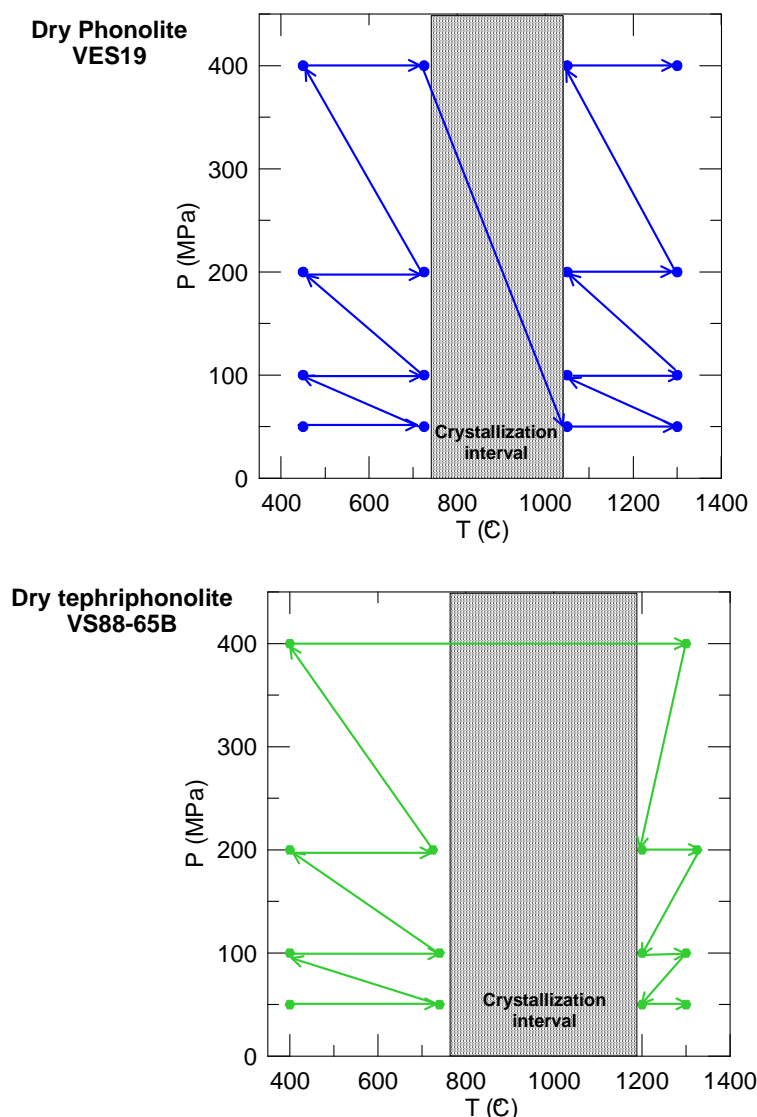 Dry Phonolite
VES19
400
300
200
100
0
P (MPa)
Crystallization
interval
400 600 800 1000 1200 1400
T (°C)
Dry tephriphonolite
VS88-65B
400
300
200
100
0
P (MPa)
Crystallization
interval
400 600 800 1000 1200 1400
T (°C)